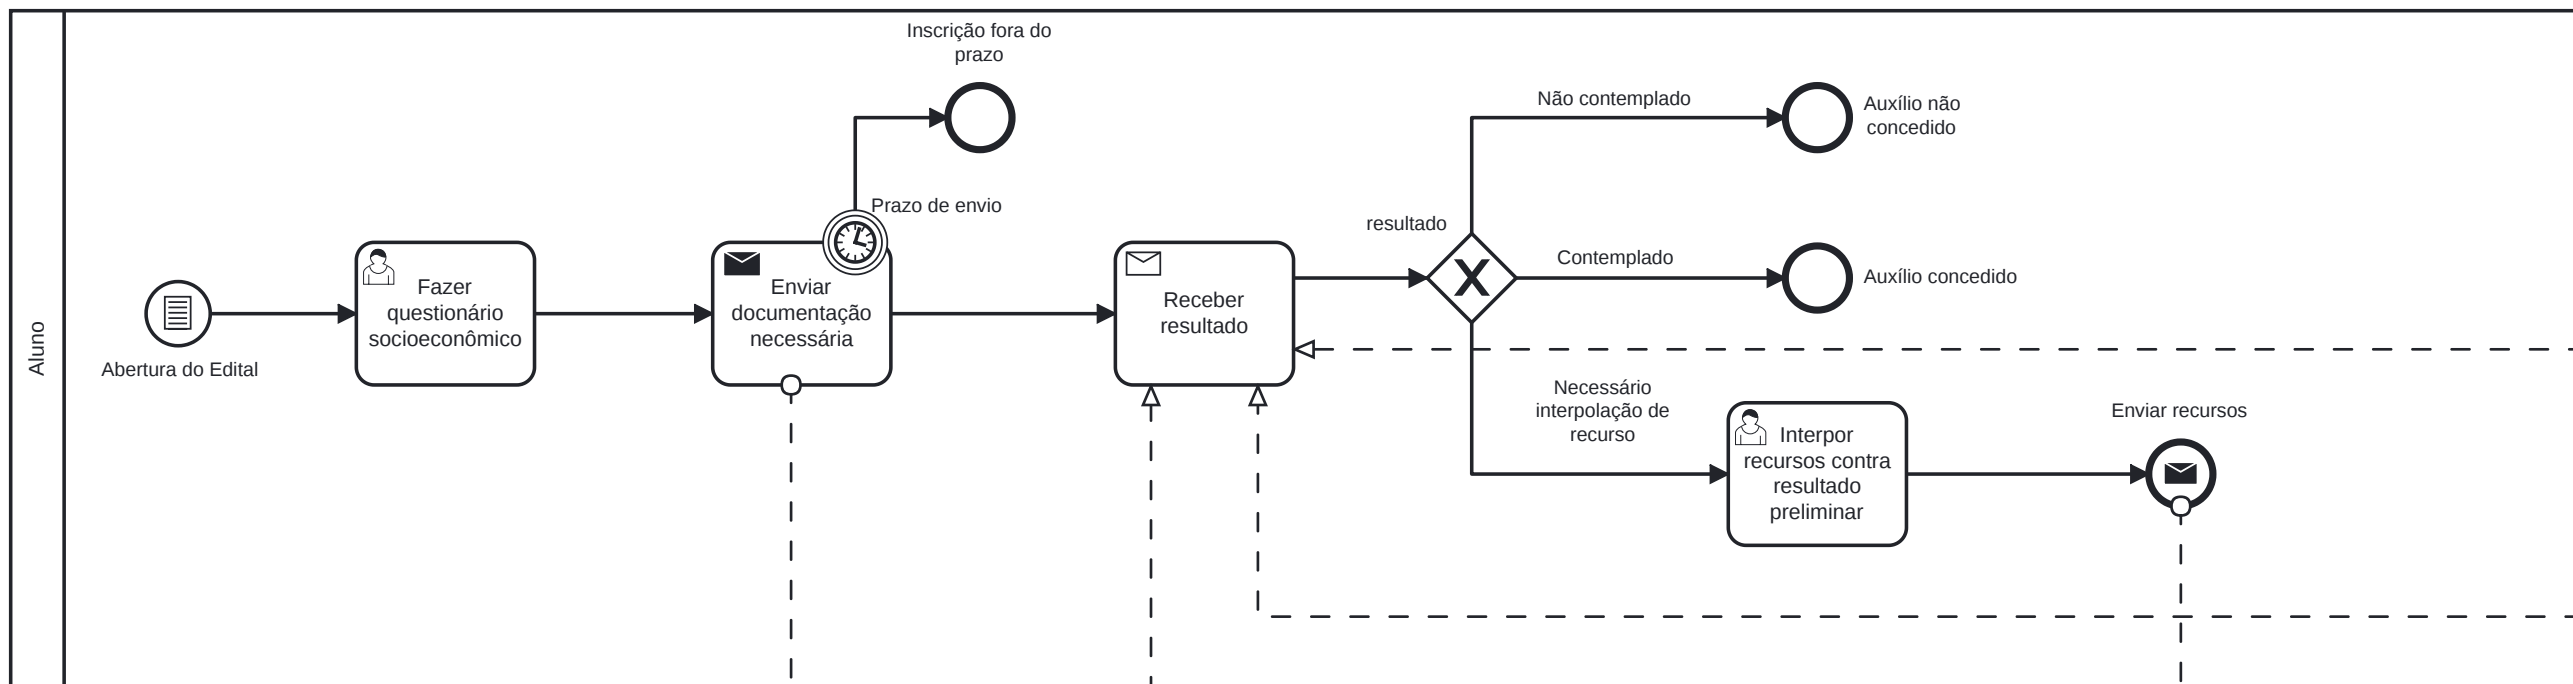 Aluno
Abertura do Edital
Fazer
questionário
socioeconômico
Enviar
documentação
necessária
Prazo de envio
Inscrição fora do
prazo
Receber
resultado
resultado
Não contemplado
Auxílio não
concedido
Contemplado
Auxílio concedido
Necessário
interpolação de
recurso
Interpor
recursos contra
resultado
preliminar
Enviar recursos